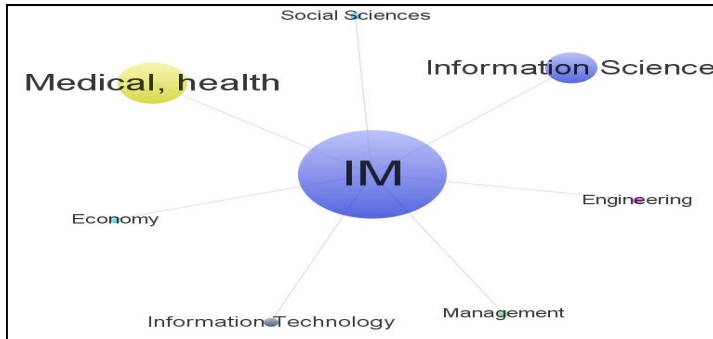 Social Sciences
Information Science
Medical, health
IM
Engineering
Economy
Management
Information Technology